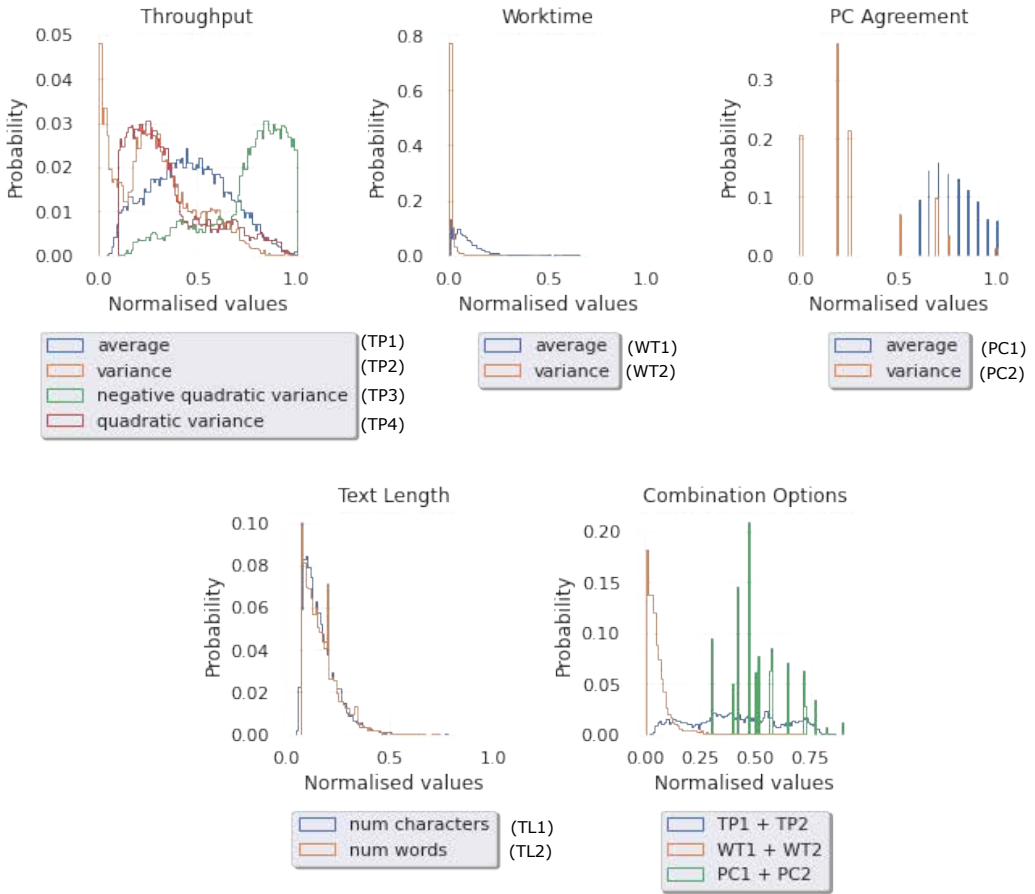 Throughput
Worktime
PC Agreement
0.05
0.04
0.03
0.02
0.01
0.00
Probability
0.0 0.5 1.0
Normalised values
0.8
0.6
0.4
0.2
0.0
Probability
0.0 0.5 1.0
Normalised values
0.3
0.2
0.1
0.0
Probability
0.0 0.5 1.0
Normalised values
average (TP1)
variance (TP2)
negative quadratic variance (TP3)
quadratic variance (TP4)
average (WT1)
variance (WT2)
average (PC1)
variance (PC2)
Text Length
Combination Options
0.10
0.08
0.06
0.04
0.02
0.00
Probability
0.0 0.5 1.0
Normalised values
0.20
0.15
0.10
0.05
0.00
Probability
0.00 0.25 0.50 0.75
Normalised values
num characters (TL1)
num words (TL2)
TP1 + TP2
WT1 + WT2
PC1 + PC2